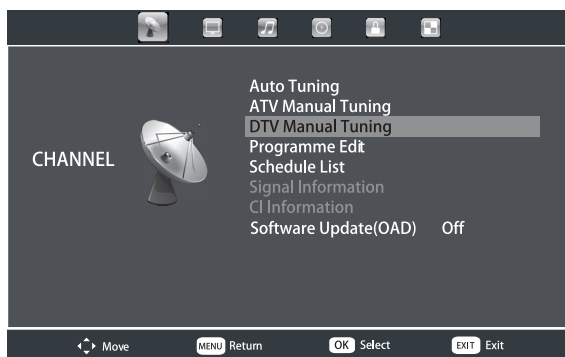 Auto Tuning
ATV Manual Tuning
DTV Manual Tuning
CHANNEL
Programme Edit
Schedule List
Signal Information
CI Information
Software Update(OAD) Off
Move MENU Return OK Select EXIT Exit